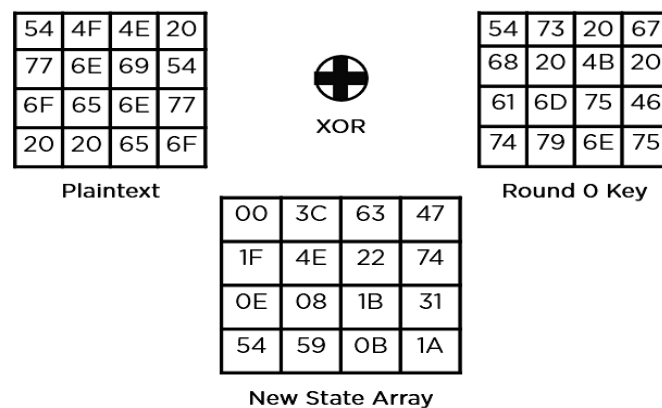 54 4F 4E 20
77 6E 69 54
6F 65 6E 77
20 20 65 6F
Plaintext
XOR
54 73 20 67
68 20 4B 20
61 6D 75 46
74 79 6E 75
Round 0 Key
00 3C 63 47
1F 4E 22 74
0E 08 1B 31
54 59 0B 1A
New State Array